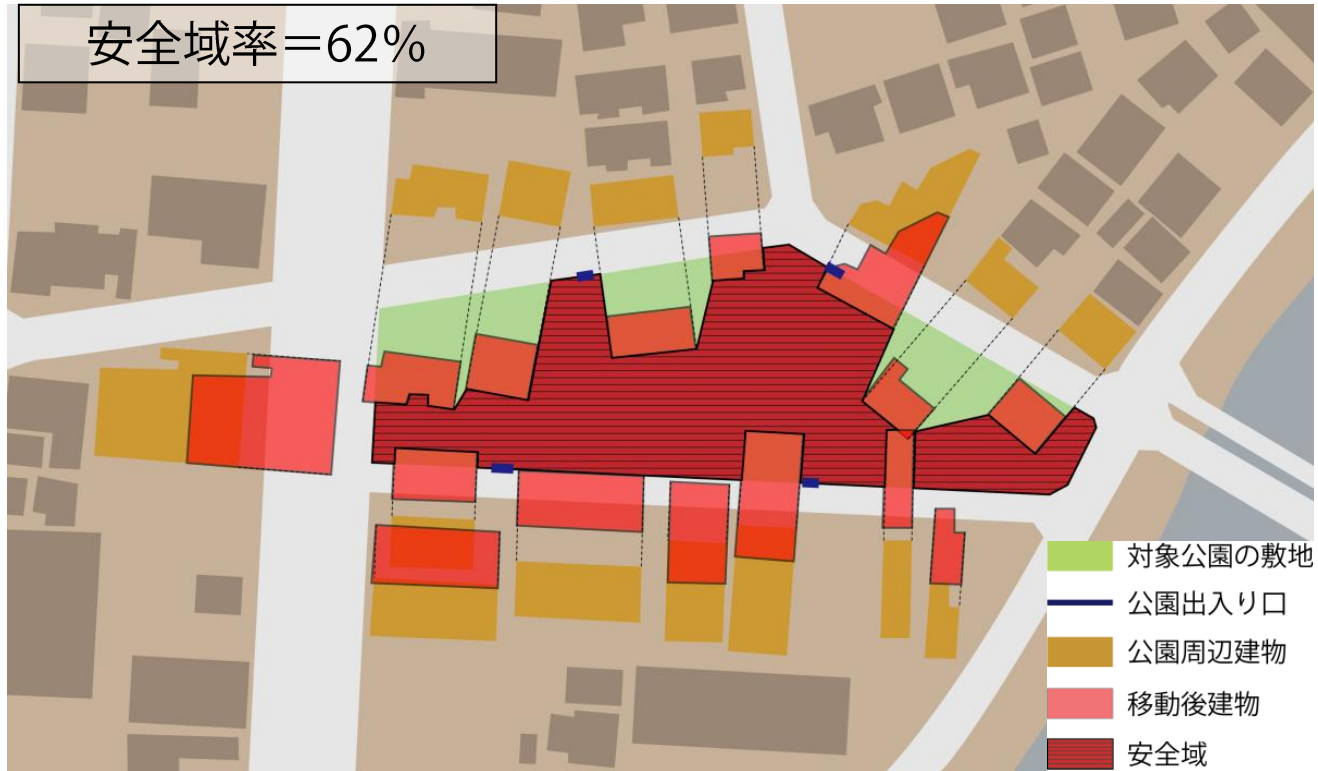 安全域率＝62%
対象公園の敷地
公園出入り口
公園周辺建物
移動後建物
安全域